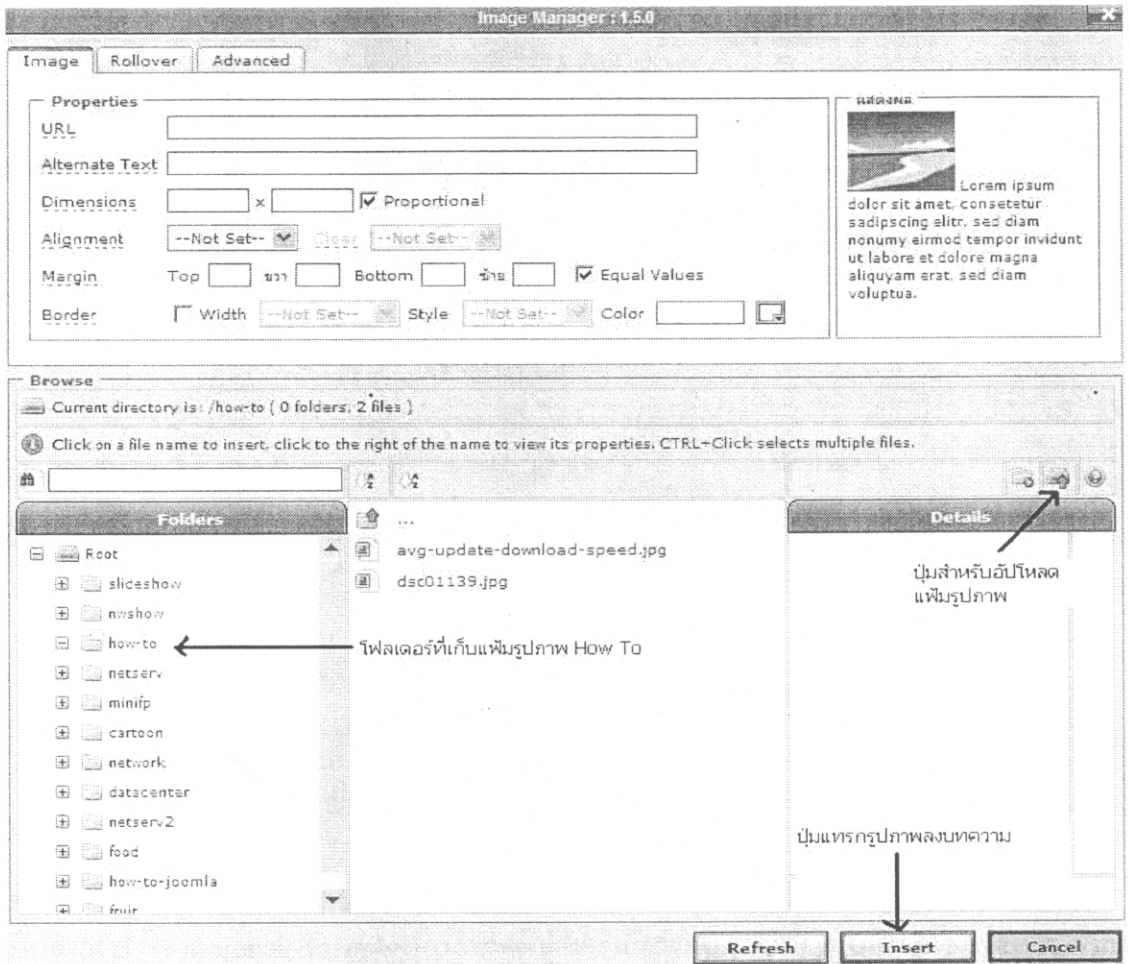 Image Manager : 1.5.0
Image Rollover Advanced
Properties
URL
Alternate Text
Dimensions x Proportional
Alignment --Not Set-- Clear --Not Set--
Margin Top ขวา Bottom ซ้าย Equal Values
Border Width --Not Set-- Style --Not Set-- Color
แสดงผล
Lorem ipsum
dolor sit amet, consetetur
sadipscing elitr, sed diam
nonumy eirmod tempor invidunt
ut labore et dolore magna
aliquyam erat, sed diam
voluptua.
Browse
Current directory is: /how-to ( 0 folders, 2 files )
Click on a file name to insert, click to the right of the name to view its properties. CTRL+Click selects multiple files.
Folders
Root
slideshow
nwshow
how-to
netserv
minifp
cartoon
network
datacenter
netserv2
food
how-to-joomla
fruit
...
avg-update-download-speed.jpg
dsc01139.jpg
โฟลเดอร์ที่เก็บแฟ้มรูปภาพ How To
Details
ปุ่มสำหรับอัปโหลด
แฟ้มรูปภาพ
ปุ่มแทรกรูปภาพลงบทความ
Refresh Insert Cancel